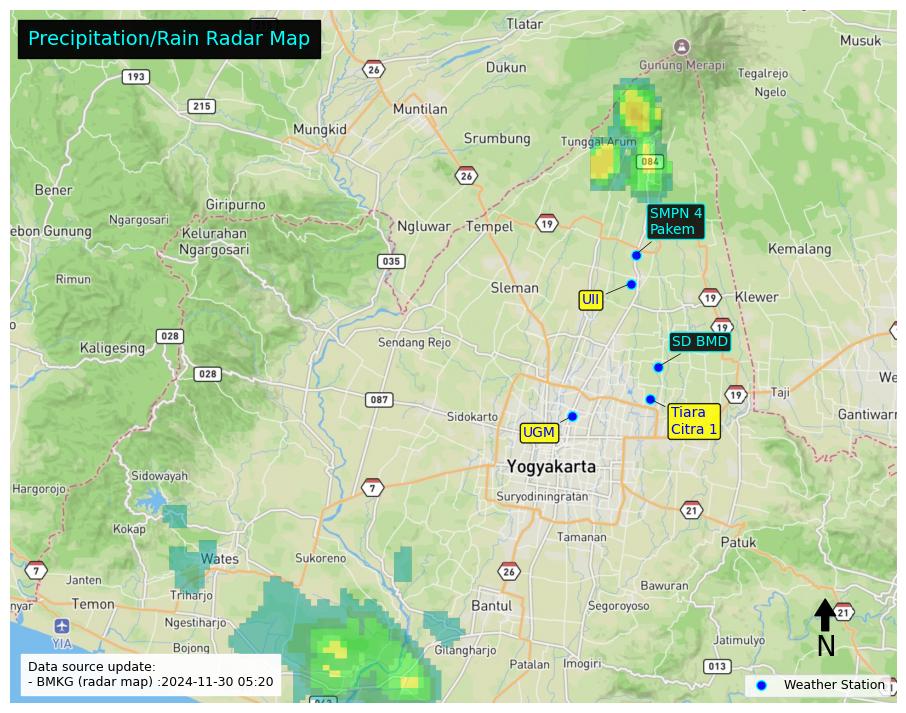 Precipitation/Rain Radar Map
Tlatar
Musuk
26
Dukun
Gunung Merapi
Tegalrejo
193
Ngelo
215
Muntilan
Mungkid
Srumbung
Tunggal Arum
084
26
Bener
Giripurno
SMPN 4
Pakem
Ngargosari
Ngluwar
Tempel
19
ebon Gunung
Kelurahan
Ngargosari
Kemalang
035
Rimun
Sleman
UII
19
Klewer
19
028
Sendang Rejo
SD BMD
Kaligesing
028
We
087
19
Taji
Sidokarto
Tiara
Citra 1
Gantiwarn
UGM
Yogyakarta
Sidowayah
Hargorojo
7
Suryodiningratan
21
Kokap
Tamanan
Patuk
Wates
Sukoreno
7
Janten
26
Bawuran
Triharjo
nyar
Temon
Bantul
Segoroyoso
21
Ngestiharjo
YIA
N
Bojong
Gilangharjo
Jatimulyo
Patalan
Imogiri
013
Data source update:
- BMKG (radar map) :2024-11-30 05:20
Weather Station